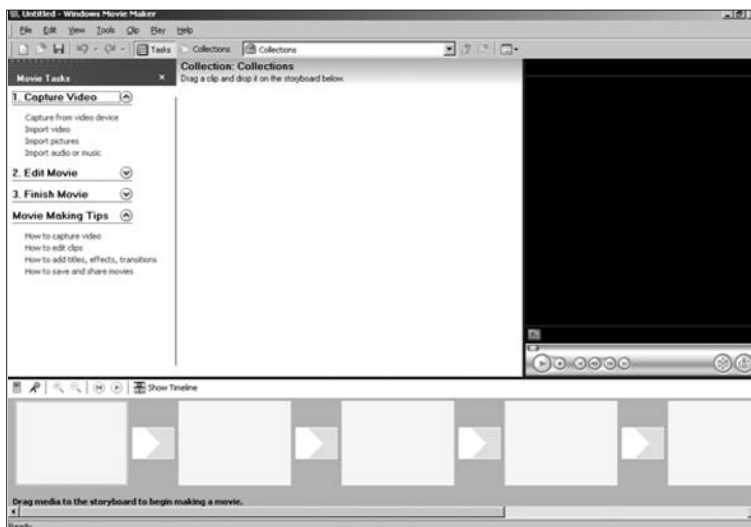 Untitled - Windows Movie Maker
File Edit View Tools Clip Play Help
Tasks Collections Collections
Movie Tasks
Collection: Collections
Drag a clip and drop it on the storyboard below.
1. Capture Video
Capture from video device
Import video
Import pictures
Import audio or music
2. Edit Movie
3. Finish Movie
Movie Making Tips
How to capture video
How to edit clips
How to add titles, effects, transitions
How to save and share movies
Show Timeline
Drag media to the storyboard to begin making a movie.
Ready